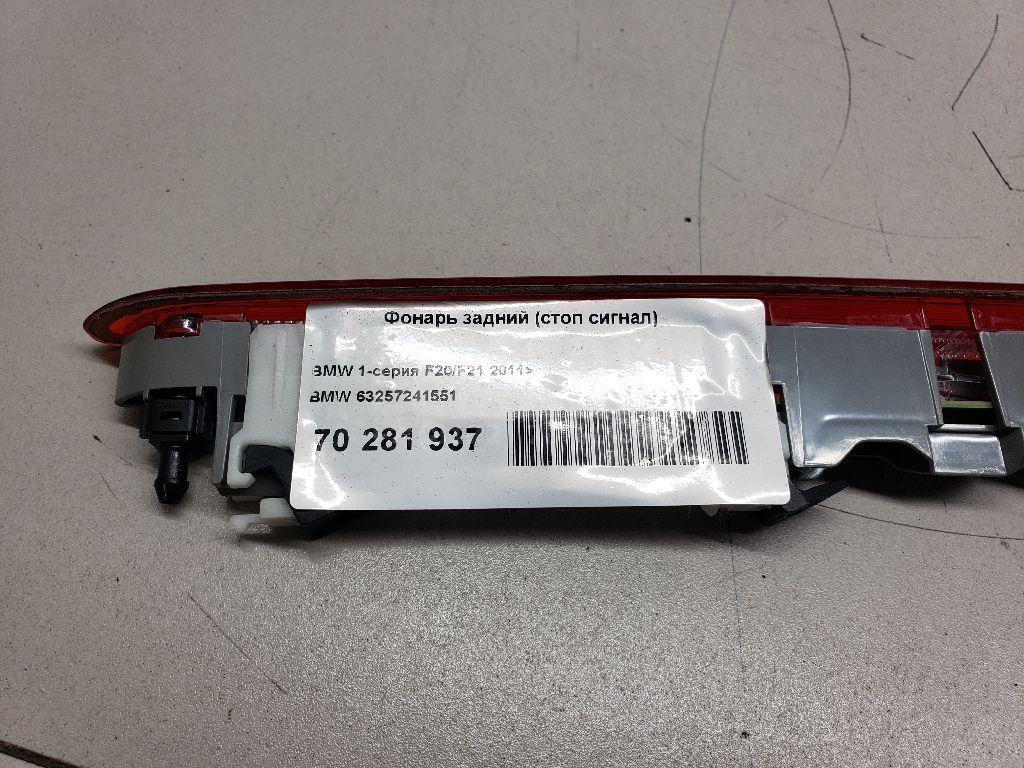 Фонарь задний (стоп сигнал)
BMW 1-серия F20/F21 2011>
BMW 63257241551
70 281 937